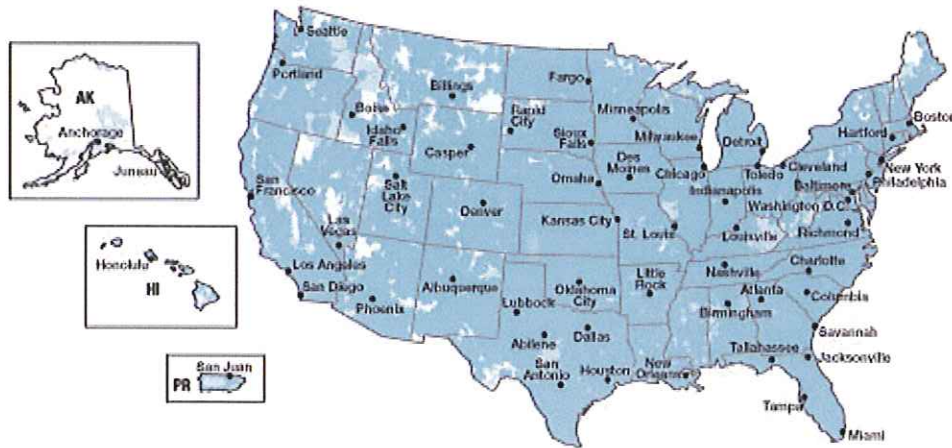 Seattle
Portland
AK
Anchorage
Juneau
Billings
Fargo
Boise
Idaho
Falls
Rapid
City
Minneapolis
Boston
Casper
Sioux
Falls
Milwaukee
Detroit
Hartford
San
Francisco
Salt
Lake
City
Omaha
Des
Moines
Chicago
Toledo
Cleveland
New York
Indianapolis
Philadelphia
Baltimore
Las
Vegas
Denver
Kansas City
Washington D.C.
St. Louis
Louisville
Richmond
Honolulu
HI
Los Angeles
San Diego
Phoenix
Albuquerque
Lubbock
Oklahoma
City
Little
Rock
Nashville
Charlotte
Atlanta
Birmingham
Columbia
Abilene
Dallas
Savannah
San Juan
PR
San
Antonio
Houston
New
Orleans
Tallahassee
Jacksonville
Tampa
Miami